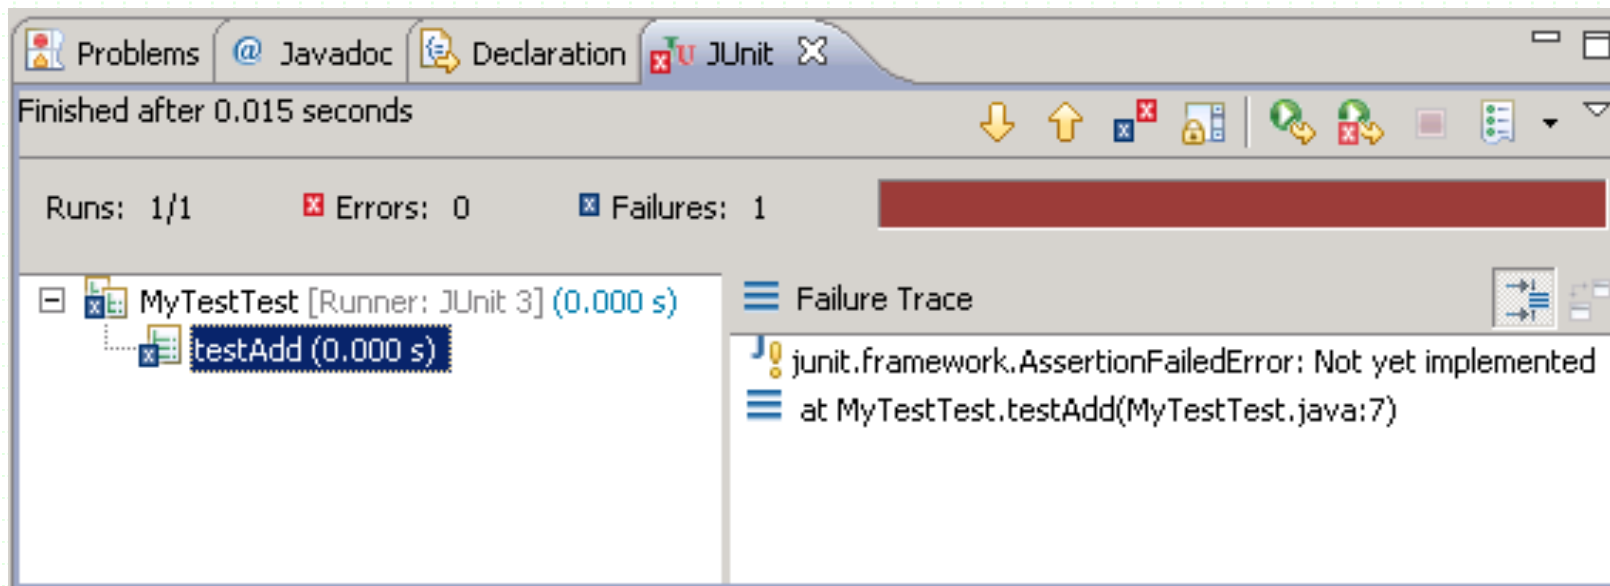 Problems @ Javadoc Declaration JU JUnit
Finished after 0.015 seconds
Runs: 1/1 x Errors: 0 x Failures: 1
MyTestTest [Runner: JUnit 3] (0.000 s)
testAdd (0.000 s)
Failure Trace
junit.framework.AssertionFailedError: Not yet implemented
at MyTestTest.testAdd(MyTestTest.java:7)